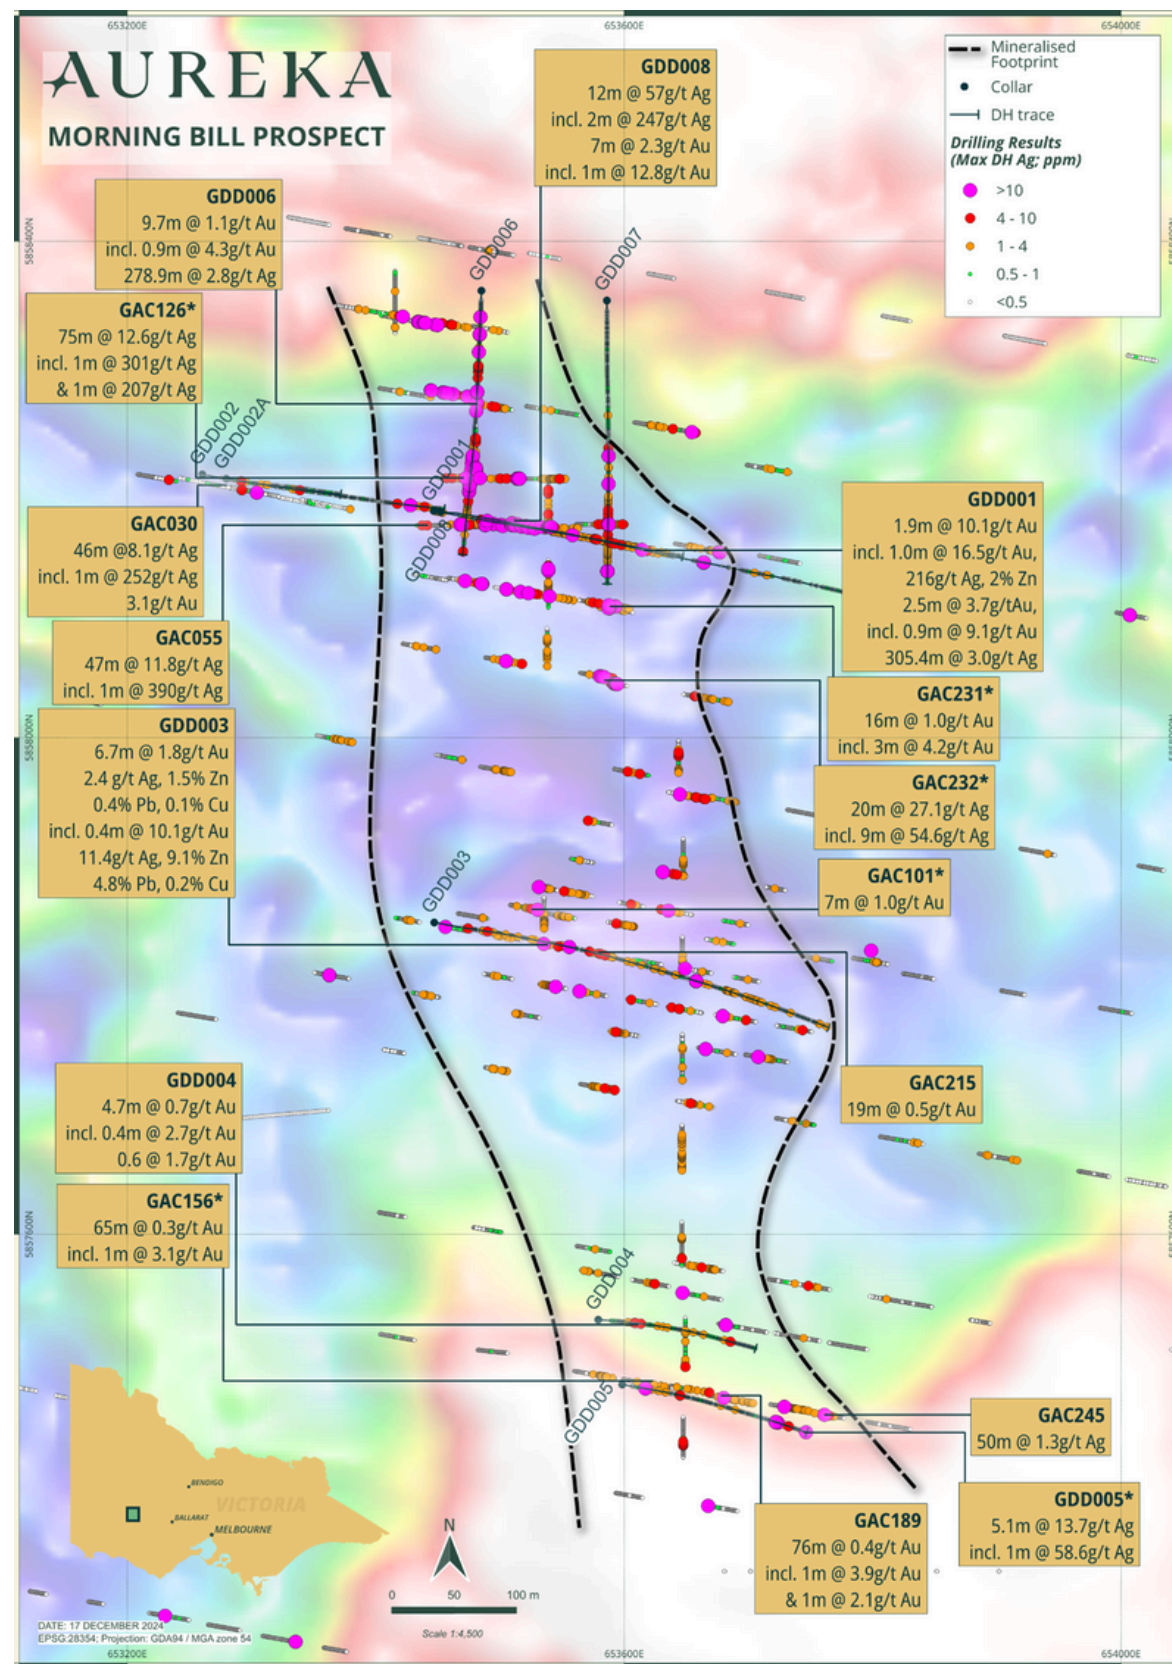 653200E
653600E
654000E
AUREKA
MORNING BILL PROSPECT
Mineralised
Footprint
Collar
DH trace
Drilling Results
(Max DH Ag; ppm)
>10
4 - 10
1 - 4
0.5 - 1
<0.5
GDD008
12m @ 57g/t Ag
incl. 2m @ 247g/t Ag
7m @ 2.3g/t Au
incl. 1m @ 12.8g/t Au
GDD006
9.7m @ 1.1g/t Au
incl. 0.9m @ 4.3g/t Au
278.9m @ 2.8g/t Ag
GAC126*
75m @ 12.6g/t Ag
incl. 1m @ 301g/t Ag
& 1m @ 207g/t Ag
GDD006
GDD007
5858400N
GDD002
GDD002A
GDD001
GDD008
GAC030
46m @8.1g/t Ag
incl. 1m @ 252g/t Ag
3.1g/t Au
GAC055
47m @ 11.8g/t Ag
incl. 1m @ 390g/t Ag
GDD001
1.9m @ 10.1g/t Au
incl. 1.0m @ 16.5g/t Au,
216g/t Ag, 2% Zn
2.5m @ 3.7g/tAu,
incl. 0.9m @ 9.1g/t Au
305.4m @ 3.0g/t Ag
GAC231*
16m @ 1.0g/t Au
incl. 3m @ 4.2g/t Au
GDD003
6.7m @ 1.8g/t Au
2.4 g/t Ag, 1.5% Zn
0.4% Pb, 0.1% Cu
incl. 0.4m @ 10.1g/t Au
11.4g/t Ag, 9.1% Zn
4.8% Pb, 0.2% Cu
5858000N
GAC232*
20m @ 27.1g/t Ag
incl. 9m @ 54.6g/t Ag
GAC101*
7m @ 1.0g/t Au
GDD003
GAC215
19m @ 0.5g/t Au
GDD004
4.7m @ 0.7g/t Au
incl. 0.4m @ 2.7g/t Au
0.6 @ 1.7g/t Au
GAC156*
65m @ 0.3g/t Au
incl. 1m @ 3.1g/t Au
5857600N
GDD004
GDD005
GAC245
50m @ 1.3g/t Ag
GDD005*
5.1m @ 13.7g/t Ag
incl. 1m @ 58.6g/t Ag
GAC189
76m @ 0.4g/t Au
incl. 1m @ 3.9g/t Au
& 1m @ 2.1g/t Au
BENDIGO
VICTORIA
BALLARAT
MELBOURNE
N
0 50 100 m
Scale 1:4,500
DATE: 17 DECEMBER 2024
EPSG:28354; Projection: GDA94 / MGA zone 54
653200E
653600E
654000E